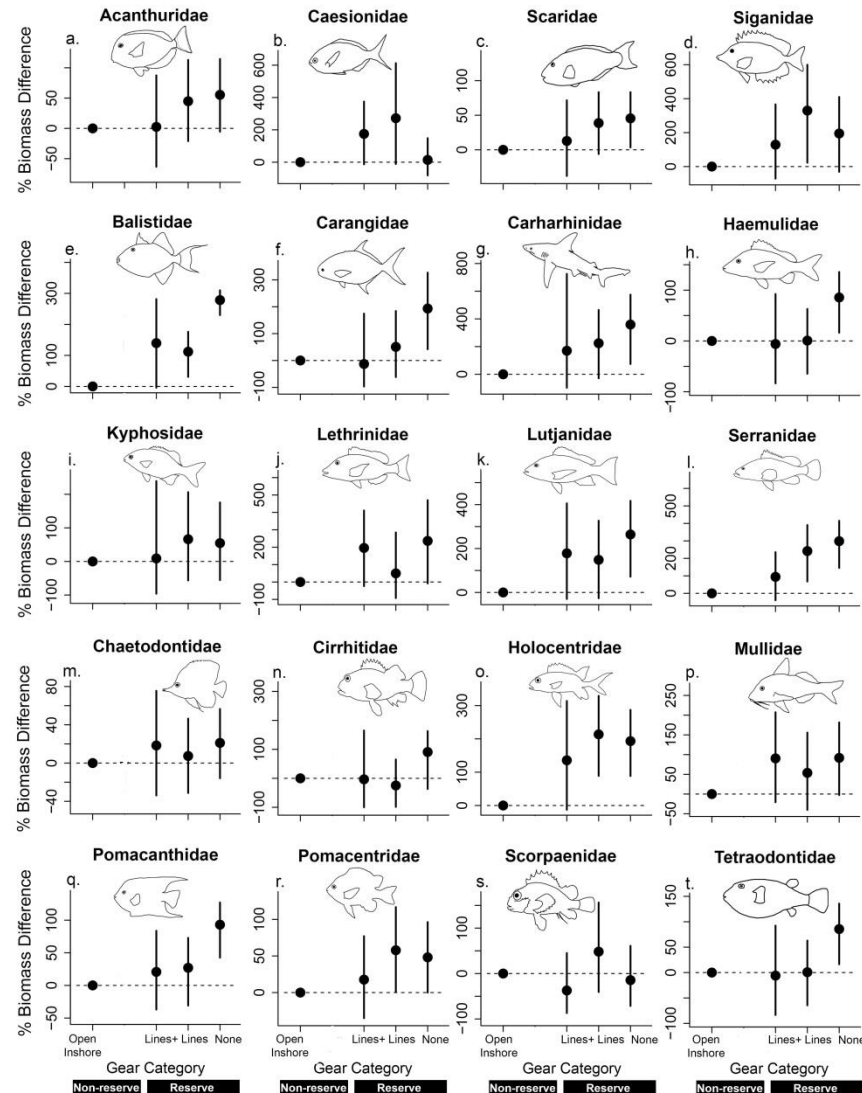 Acanthuridae Caesionidae Scaridae Siganidae
a. b. c. d.
% Biomass Difference
−50 0 50
0 200 400 600
0 50 100
0 200 400 600
Balistidae Carangidae Carharhinidae Haemulidae
e. f. g. h.
% Biomass Difference
0 100 300
−100 0 100 300
0 400 800
−100 0 100
Kyphosidae Lethrinidae Lutjanidae Serranidae
i. j. k. l.
% Biomass Difference
−100 0 100
−100 0 200 500
0 200 400
0 200 500
Chaetodontidae Cirrhitidae Holocentridae Mullidae
m. n. o. p.
% Biomass Difference
−40 0 40 80
−100 0 100 300
0 100 300
−50 50 150 250
Pomacanthidae Pomacentridae Scorpaenidae Tetraodontidae
q. r. s. t.
% Biomass Difference
−50 0 50 100
0 50 100
−100 0 50 150
−100 0 50 150
Open Inshore Lines+ Lines None
Open Inshore Lines+ Lines None
Open Inshore Lines+ Lines None
Open Inshore Lines+ Lines None
Gear Category Gear Category Gear Category Gear Category
Non-reserve Reserve Non-reserve Reserve Non-reserve Reserve Non-reserve Reserve